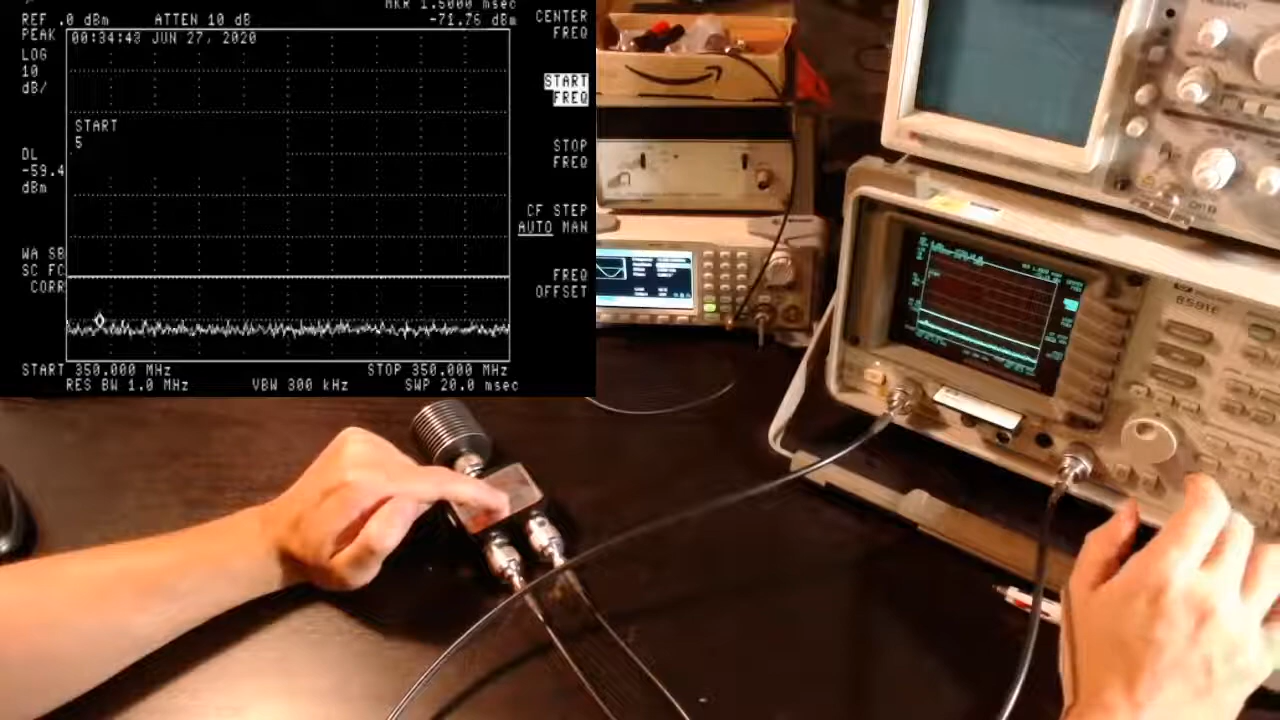 MKR 1.5000 msec
REF .0 dBm ATTEN 10 dB -71.76 dBm
PEAK
LOG
10
dB/
00:34:43 JUN 27, 2020
START
5
DL
-59.4
dBm
WA SB
SC FC
CORR
START 350.000 MHz STOP 350.000 MHz
RES BW 1.0 MHz VBW 300 kHz SWP 20.0 msec
CENTER
FREQ
START
FREQ
STOP
FREQ
CF STEP
AUTO MAN
FREQ
OFFSET
8591E